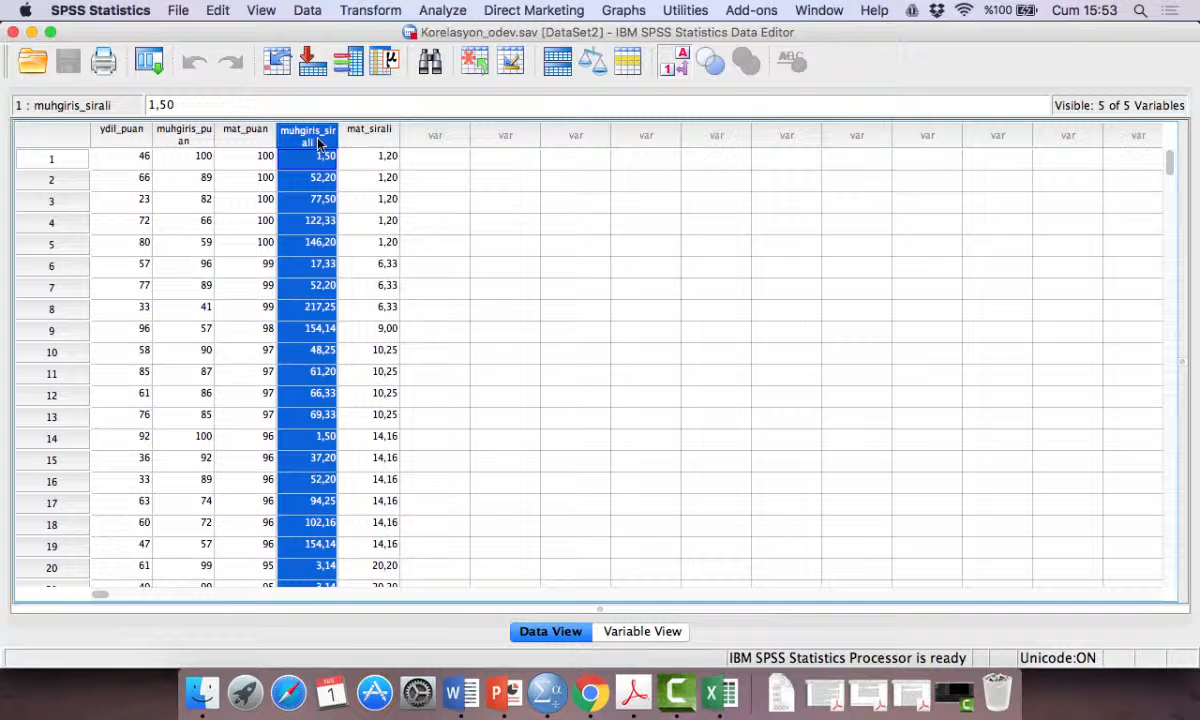 SPSS Statistics File Edit View Data Transform Analyze Direct Marketing Graphs Utilities Add-ons Window Help %100 Cum 15:53
Korelasyon_odev.sav [DataSet2] - IBM SPSS Statistics Data Editor
1 : muhgiris_sirali 1,50 Visible: 5 of 5 Variables
ydil_puan muhgiris_pu mat_puan muhgiris_sir mat_sirali var var var var var var var var var var var
an ali
1 46 100 100 1,50 1,20
2 66 89 100 52,20 1,20
3 23 82 100 77,50 1,20
4 72 66 100 122,33 1,20
5 80 59 100 146,20 1,20
6 57 96 99 17,33 6,33
7 77 89 99 52,20 6,33
8 33 41 99 217,25 6,33
9 96 57 98 154,14 9,00
10 58 90 97 48,25 10,25
11 85 87 97 61,20 10,25
12 61 86 97 66,33 10,25
13 76 85 97 69,33 10,25
14 92 100 96 1,50 14,16
15 36 92 96 37,20 14,16
16 33 89 96 52,20 14,16
17 63 74 96 94,25 14,16
18 60 72 96 102,16 14,16
19 47 57 96 154,14 14,16
20 61 99 95 3,14 20,20
Data View Variable View
IBM SPSS Statistics Processor is ready Unicode:ON